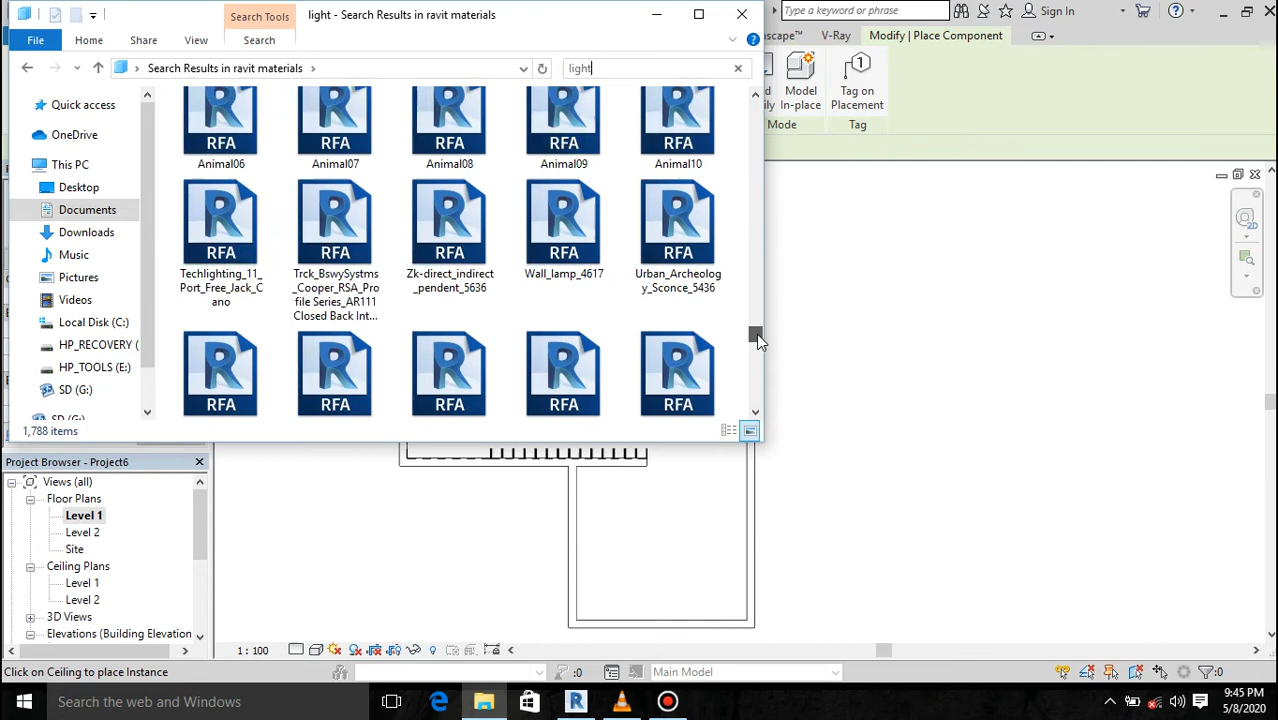 Search Tools
light - Search Results in ravit materials
Type a keyword or phrase
Sign In
File
Home
Share
View
Search
V-Ray
Modify | Place Component
Search Results in ravit materials
light
Model
In-place
Tag on
Placement
Mode
Tag
Quick access
OneDrive
This PC
Desktop
Documents
Downloads
Music
Pictures
Videos
Local Disk (C:)
HP_RECOVERY (
HP_TOOLS (E:)
SD (G:)
SD (G:)
RFA
RFA
RFA
RFA
RFA
Animal06
Animal07
Animal08
Animal09
Animal10
RFA
RFA
RFA
RFA
RFA
Techlighting_11_
Port_Free_Jack_C
ano
Trck_BswySystms
_Cooper_RSA_Pro
file Series_AR111
Closed Back Int...
Zk-direct_indirect
_pendent_5636
Wall_lamp_4617
Urban_Archeolog
y_Sconce_5436
RFA
RFA
RFA
RFA
RFA
1,788 items
2D
Project Browser - Project6
Views (all)
Floor Plans
Level 1
Level 2
Site
Ceiling Plans
Level 1
Level 2
3D Views
Elevations (Building Elevation
1 : 100
Click on Ceiling to place Instance
:0
Main Model
:0
Search the web and Windows
9:45 PM
5/8/2020